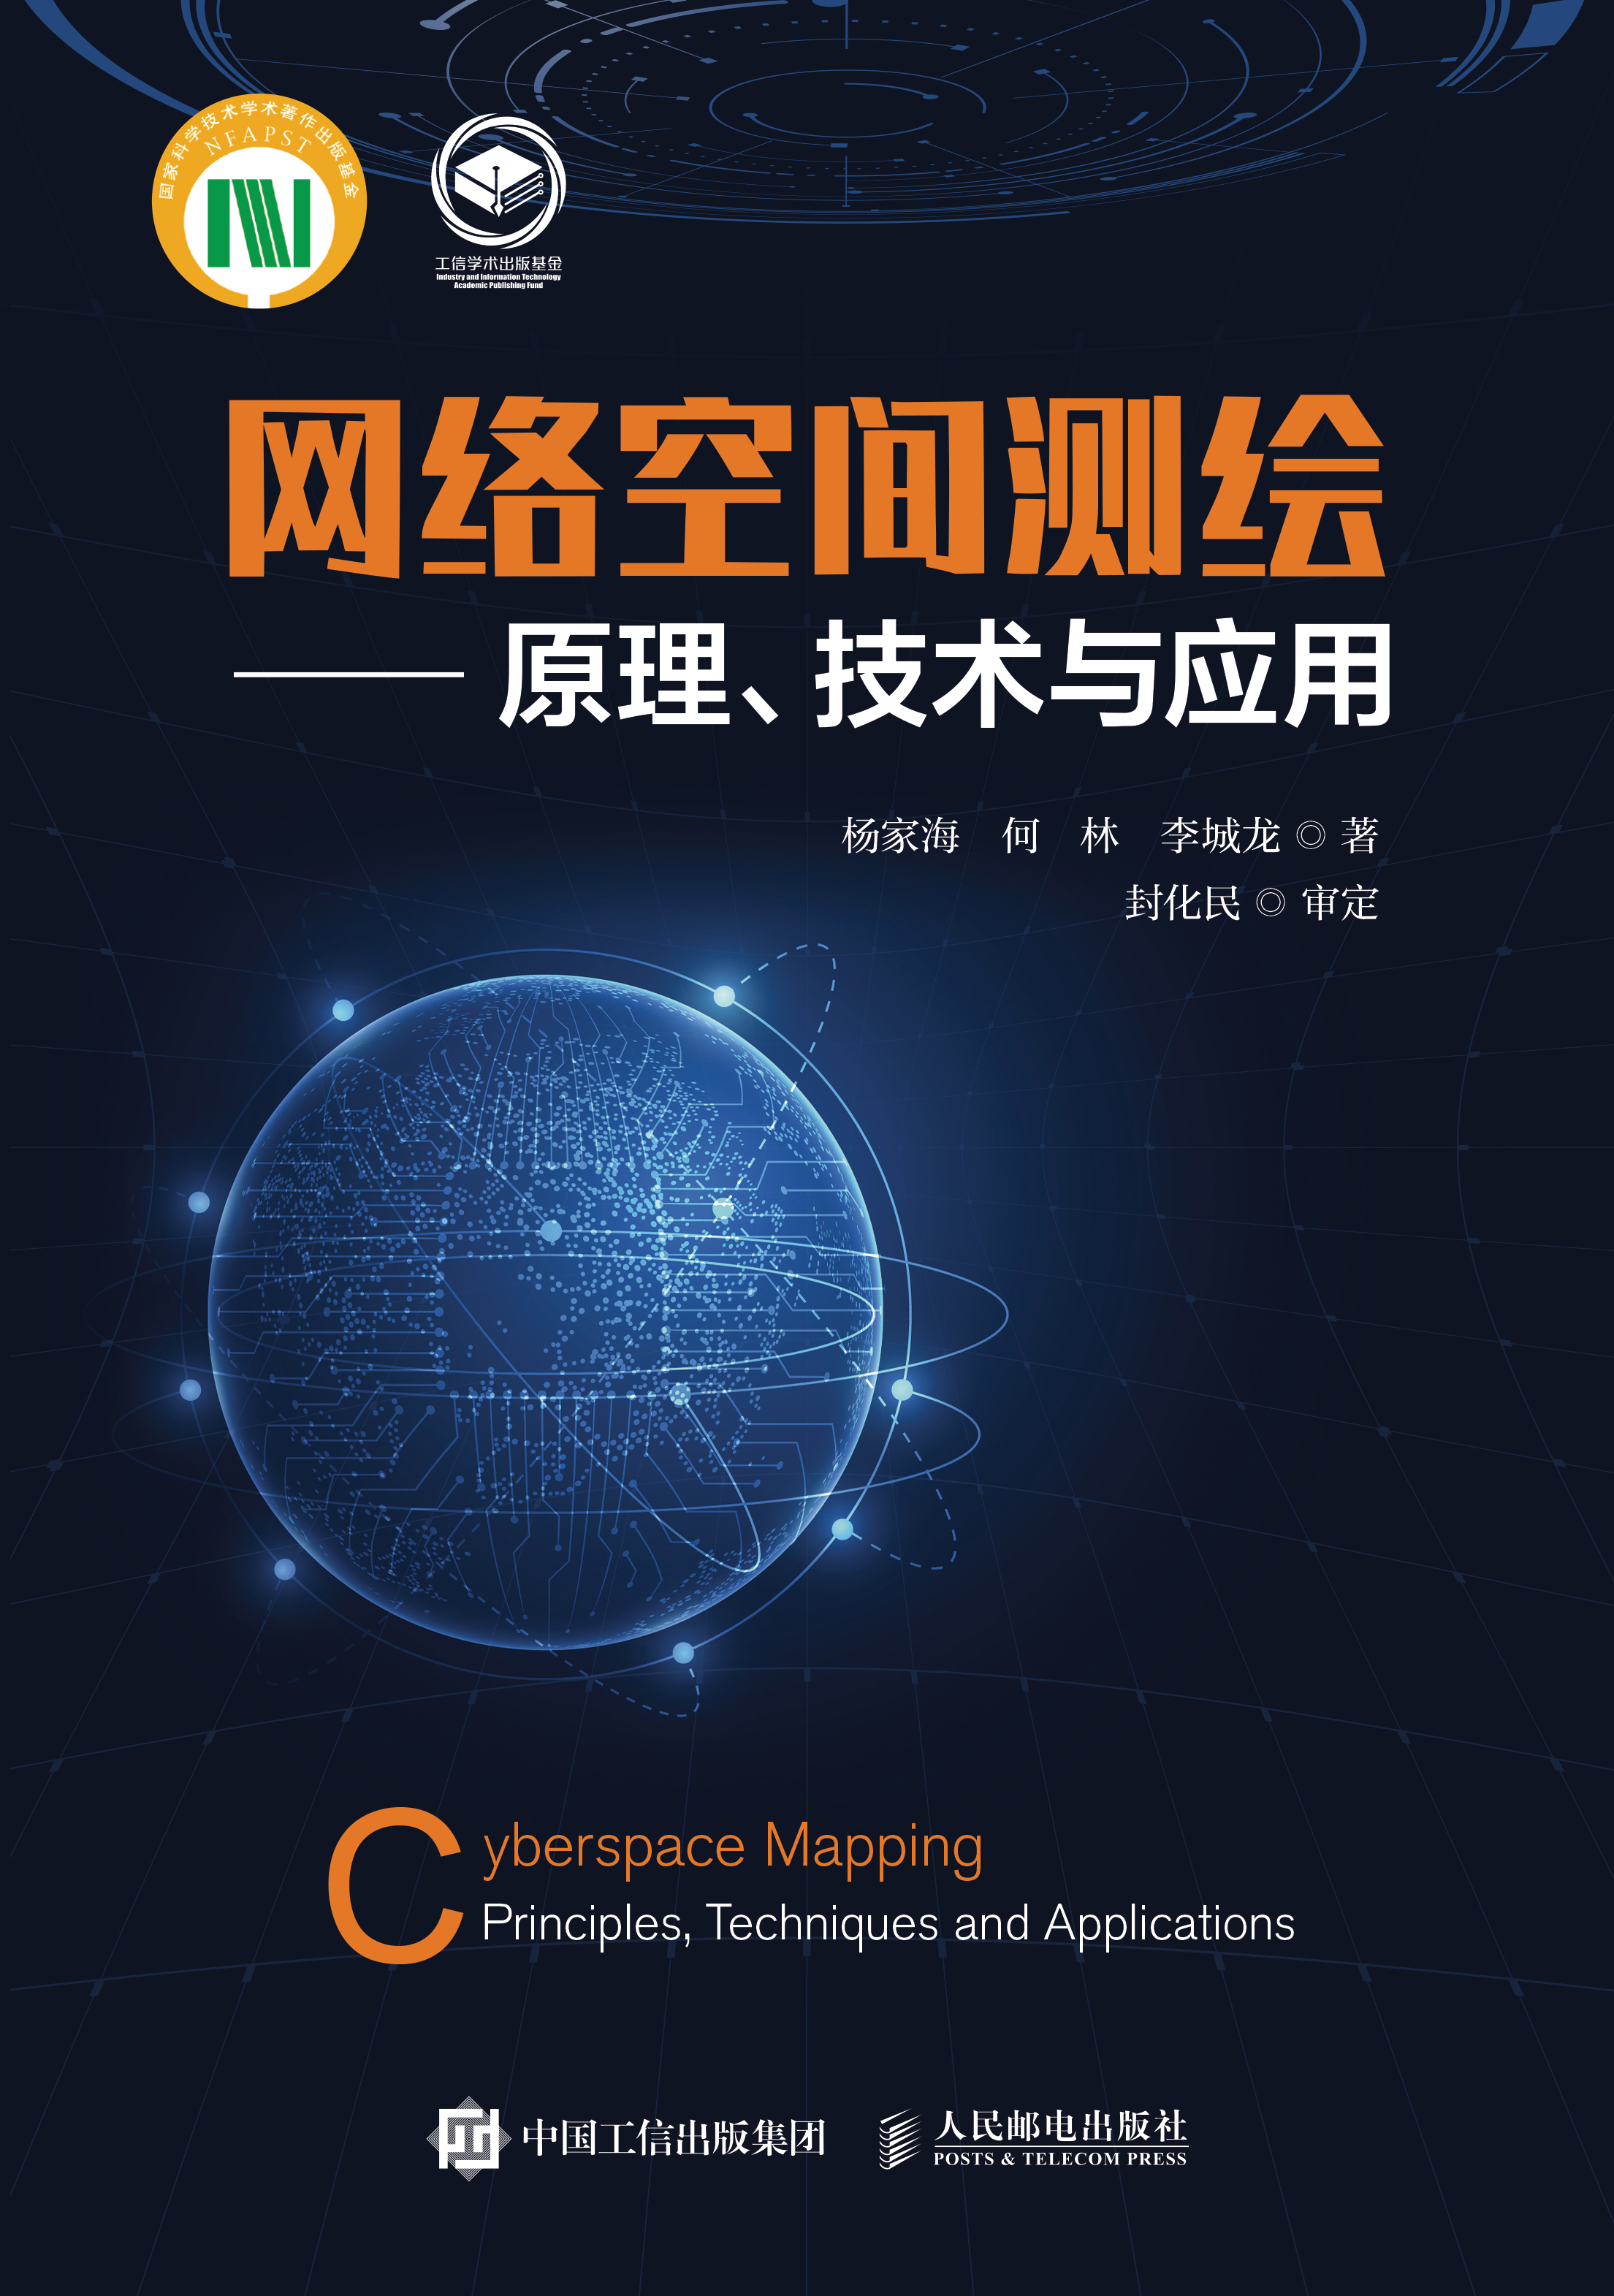 国家科学技术学术著作出版基金
NFAPST
工信学术出版基金
Industry and Information Technology
Academic Publishing Fund
网络空间测绘
——原理、技术与应用
杨家海 何 林 李城龙 ◎ 著
封化民 ◎ 审定
Cyberspace Mapping
Principles, Techniques and Applications
中国工信出版集团
人民邮电出版社
POSTS & TELECOM PRESS